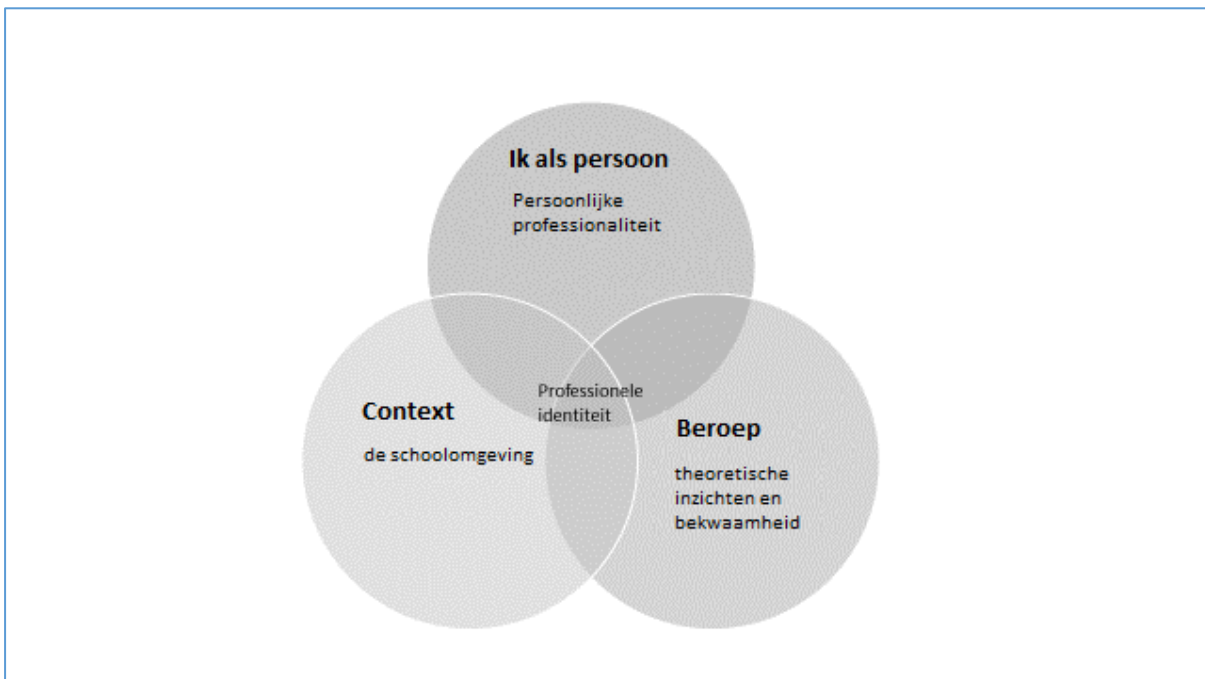 Ik als persoon
Persoonlijke
professionaliteit
Professionele
identiteit
Context
de schoolomgeving
Beroep
theoretische
inzichten en
bekwaamheid